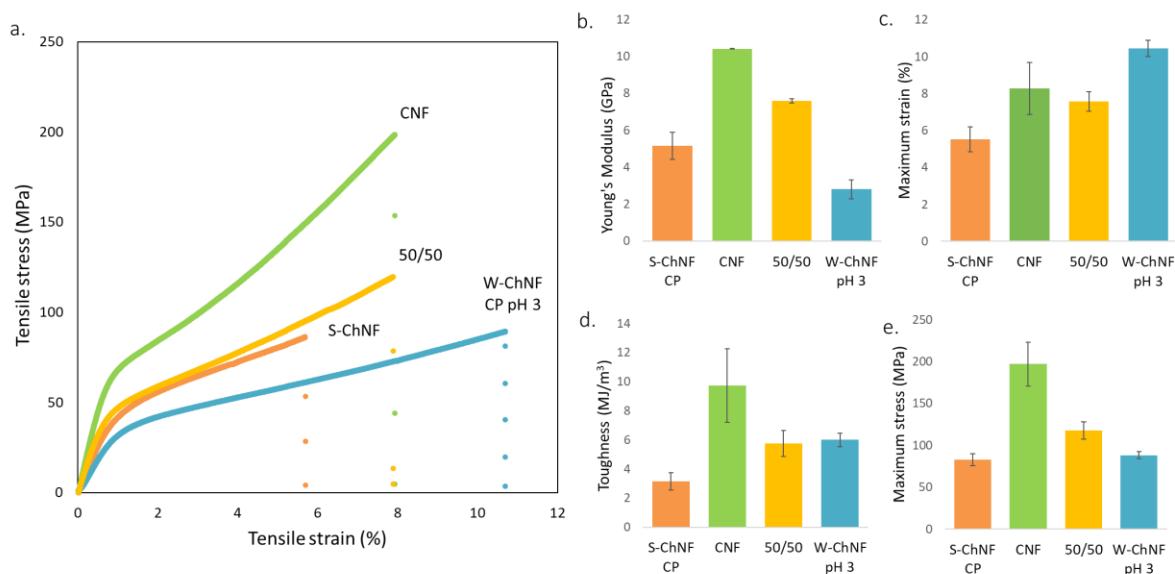 a.
Tensile stress (MPa)
250
200
150
100
50
0
0 2 4 6 8 10 12
Tensile strain (%)
CNF
50/50
W-ChNF
CP pH 3
S-ChNF
b.
Young's Modulus (GPa)
12
10
8
6
4
2
0
S-ChNF CNF 50/50 W-ChNF
CP pH 3
c.
Maximum strain (%)
12
10
8
6
4
2
0
S-ChNF CNF 50/50 W-ChNF
CP pH 3
d.
Toughness (MJ/m³)
14
12
10
8
6
4
2
0
S-ChNF CNF 50/50 W-ChNF
CP pH 3
e.
Maximum stress (MPa)
250
200
150
100
50
0
S-ChNF CNF 50/50 W-ChNF
CP pH 3